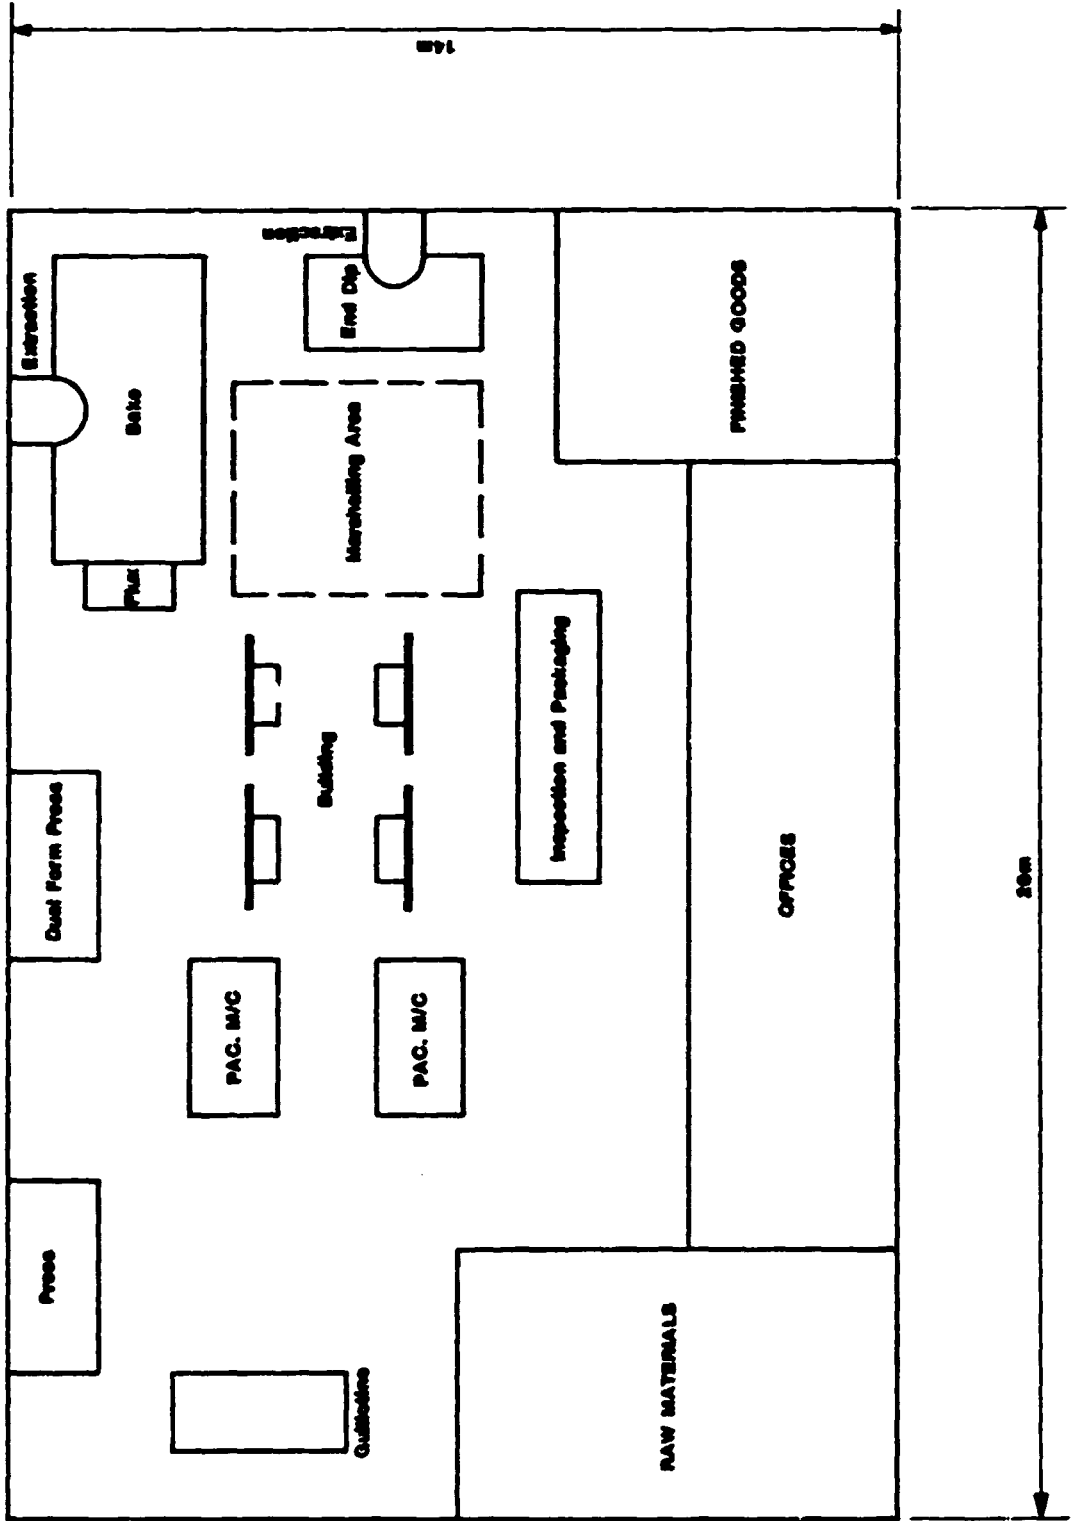 Press
Dual Form Press
Extraction
Bake
Flux
PAC. M/C
Building
Extraction
End Dip
Marshalling Area
Guillotine
PAC. M/C
14m
Inspection and Packaging
RAW MATERIALS
OFFICES
FINISHED GOODS
20m